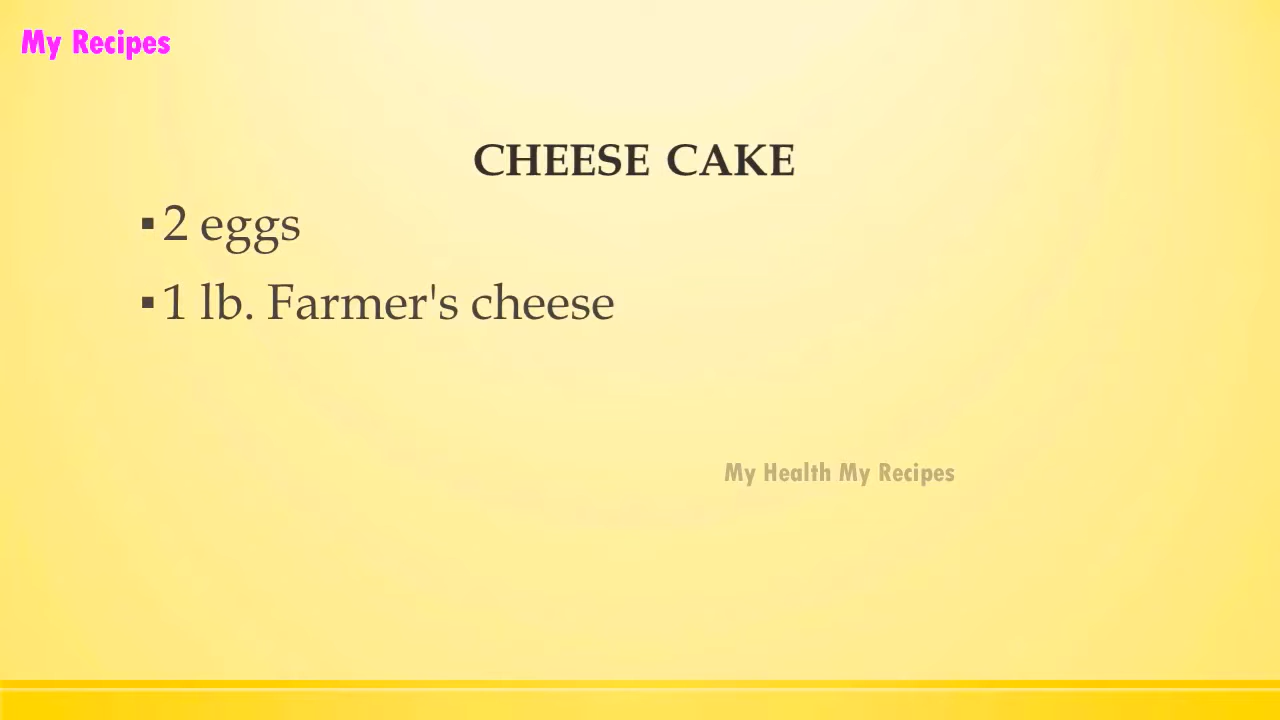 My Recipes
CHEESE CAKE
▪2 eggs
▪1 lb. Farmer's cheese
My Health My Recipes